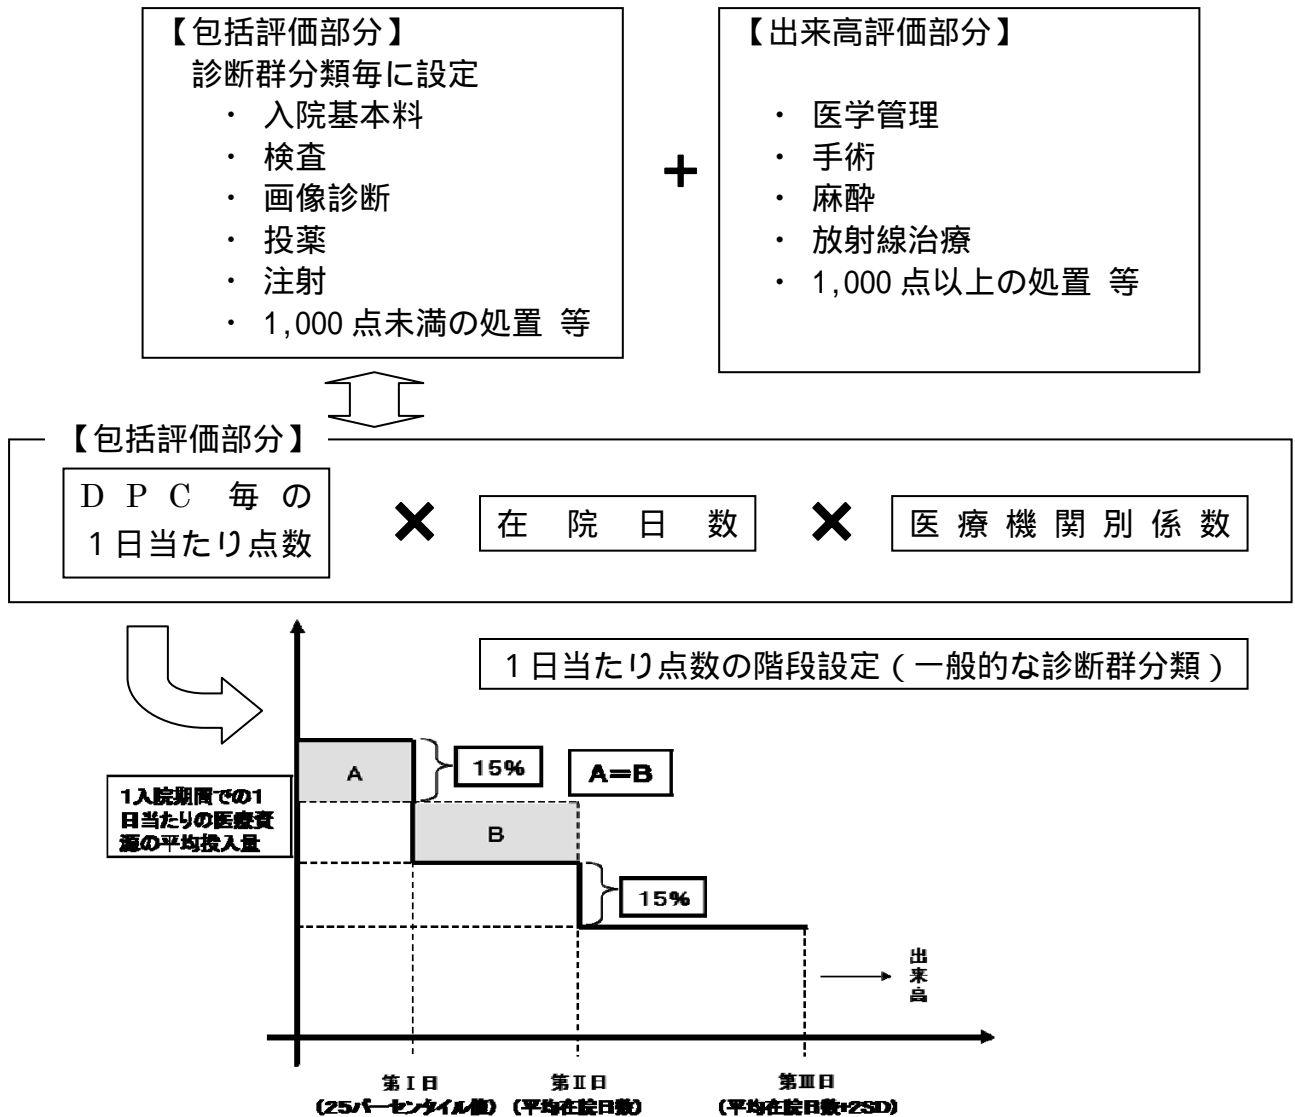 【包括評価部分】
診断群分類毎に設定
・ 入院基本料
・ 検査
・ 画像診断
・ 投薬
・ 注射
・ 1,000点未満の処置 等
+
【出来高評価部分】
・ 医学管理
・ 手術
・ 麻酔
・ 放射線治療
・ 1,000点以上の処置 等
【包括評価部分】
DPC毎の
1日当たり点数
×
在院日数
×
医療機関別係数
1日当たり点数の階段設定(一般的な診断群分類)
A
15%
A=B
1入院期間での1
日当たりの医療資
源の平均投入量
B
15%
出
来
高
第Ⅰ日
(25パーセンタイル値)
第Ⅱ日
(平均在院日数)
第Ⅲ日
(平均在院日数+2SD)